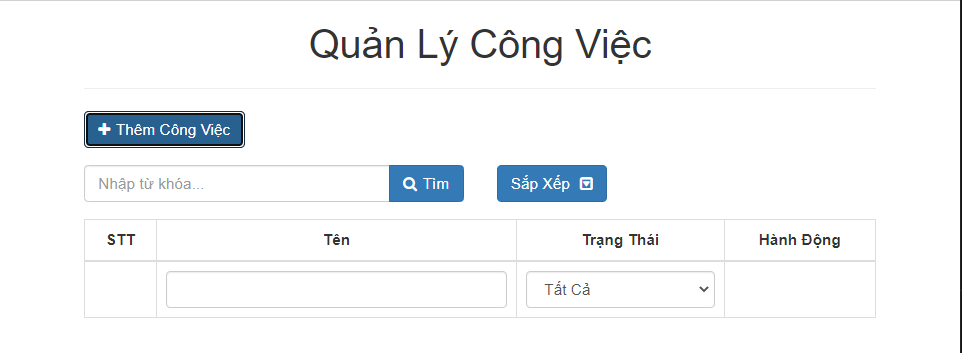 Quản Lý Công Việc
Thêm Công Việc
Nhập từ khóa... Tìm Sắp Xếp
STT Tên Trạng Thái Hành Động
Tất Cả